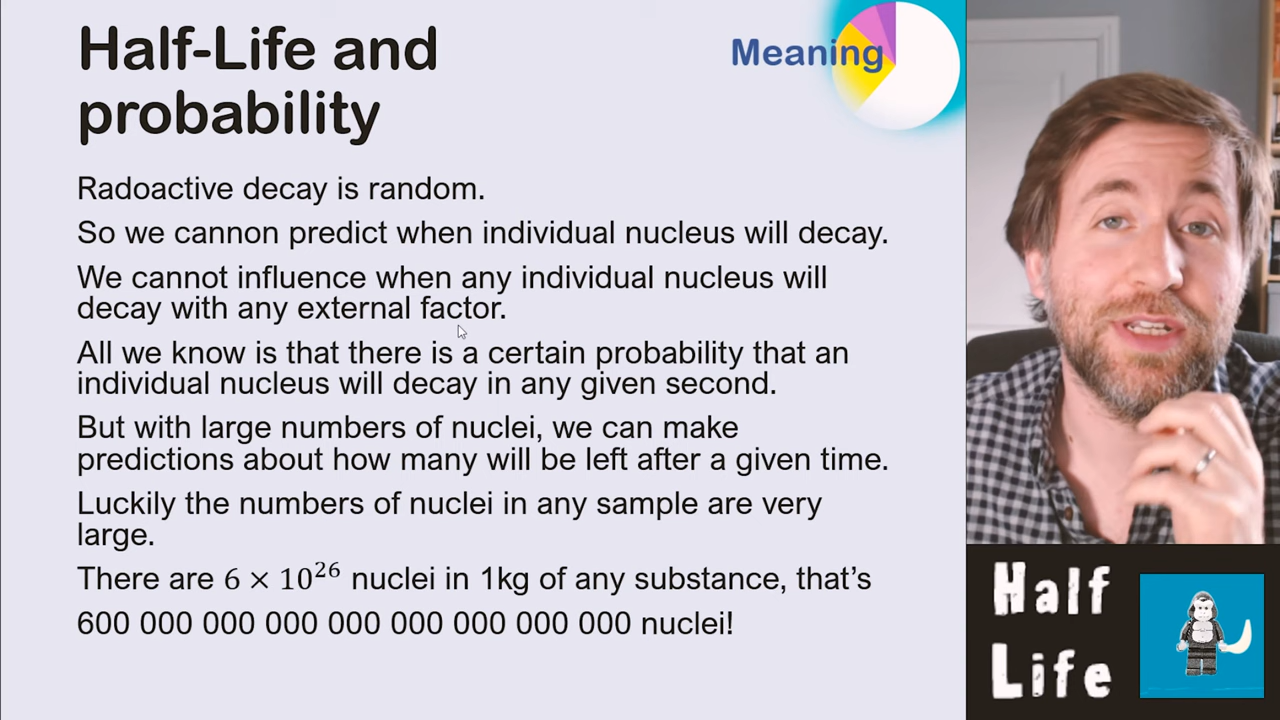 Half-Life and
probability
Meaning
Radoactive decay is random.
So we cannon predict when individual nucleus will decay.
We cannot influence when any individual nucleus will
decay with any external factor.
All we know is that there is a certain probability that an
individual nucleus will decay in any given second.
But with large numbers of nuclei, we can make
predictions about how many will be left after a given time.
Luckily the numbers of nuclei in any sample are very
large.
There are 6 × 10²⁶ nuclei in 1kg of any substance, that's
600 000 000 000 000 000 000 000 000 nuclei!
Half
Life